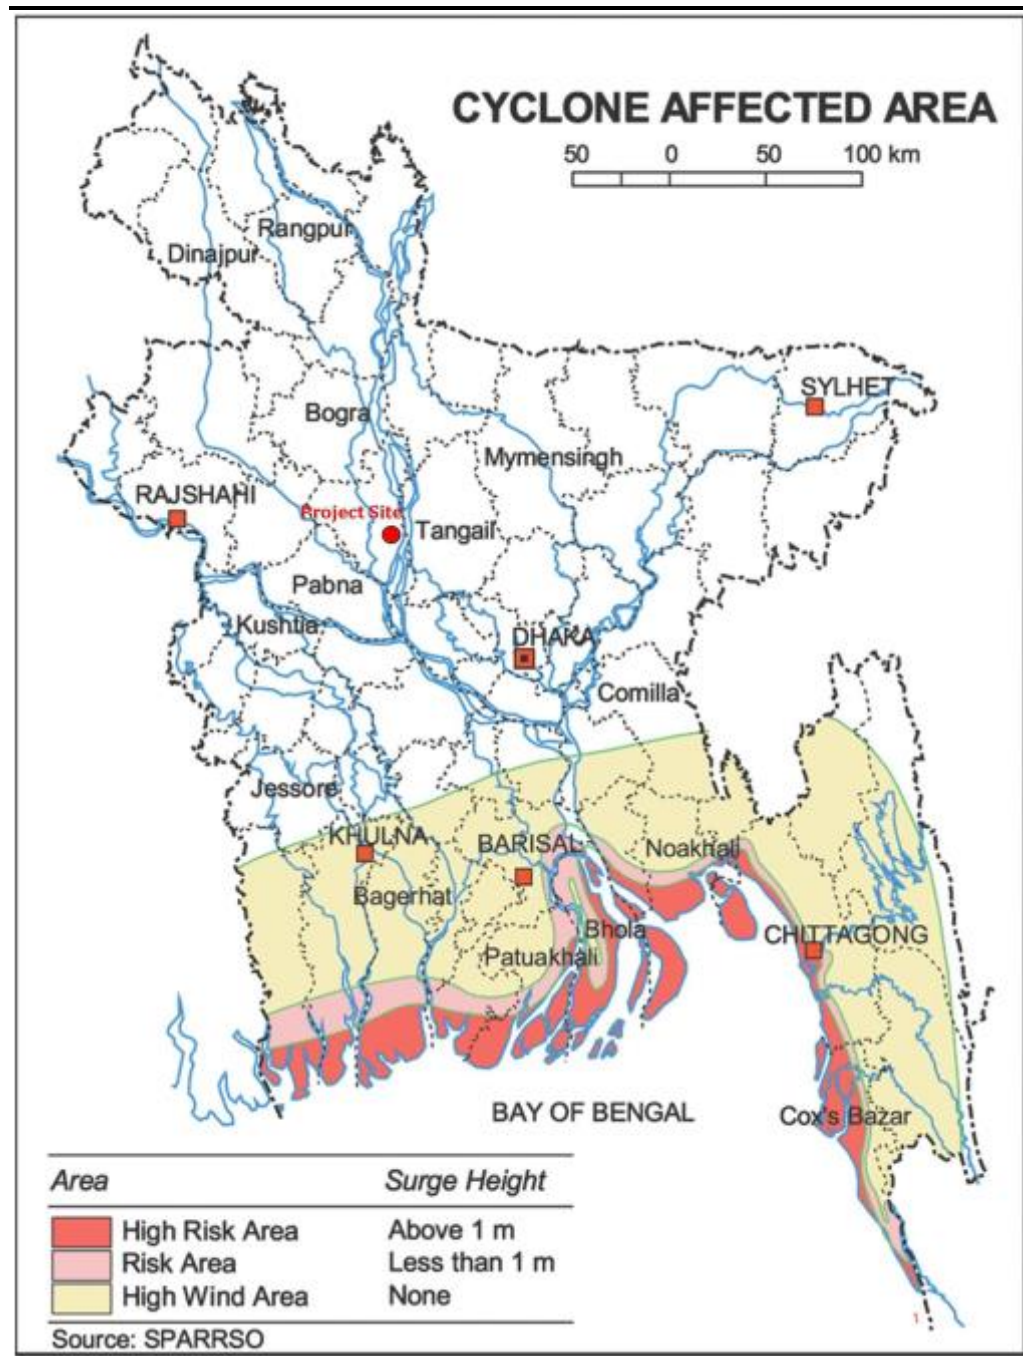 CYCLONE AFFECTED AREA
50 0 50 100 km
Rangpur
Dinajpur
SYLHET
Bogra
Mymensingh
RAJSHAHI
Project Site
Tangail
Pabna
Kushtia
DHAKA
Comilla
Jessore
KHULNA
BARISAL
Noakhali
Bagerhat
Bhola
CHITTAGONG
Patuakhali
BAY OF BENGAL
Cox's Bazar
Area Surge Height
High Risk Area Above 1 m
Risk Area Less than 1 m
High Wind Area None
1
Source: SPARRSO